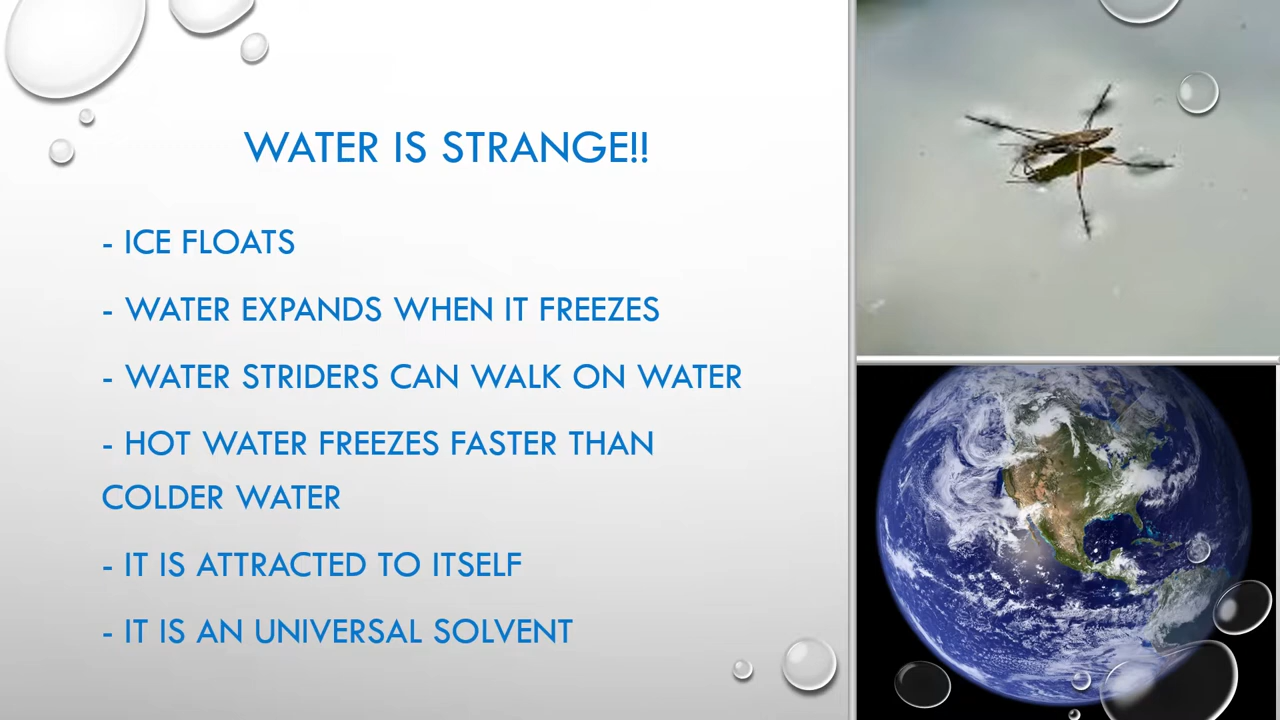 WATER IS STRANGE!!
- ICE FLOATS
- WATER EXPANDS WHEN IT FREEZES
- WATER STRIDERS CAN WALK ON WATER
- HOT WATER FREEZES FASTER THAN
COLDER WATER
- IT IS ATTRACTED TO ITSELF
- IT IS AN UNIVERSAL SOLVENT